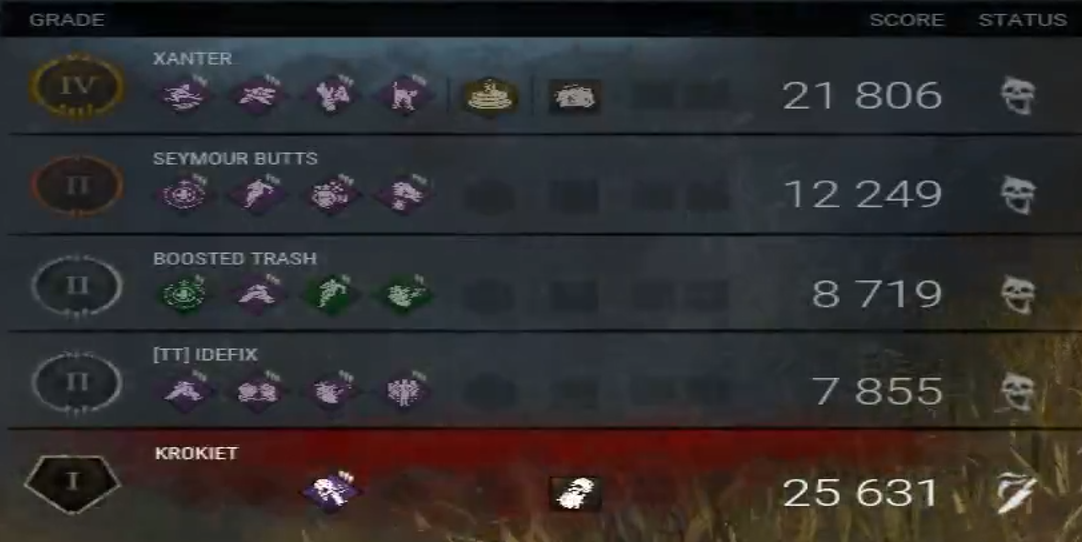 GRADE SCORE STATUS
XANTER
IV 21 806
SEYMOUR BUTTS
II 12 249
BOOSTED TRASH
II 8 719
[TT] IDEFIX
II 7 855
KROKIET
I 25 631